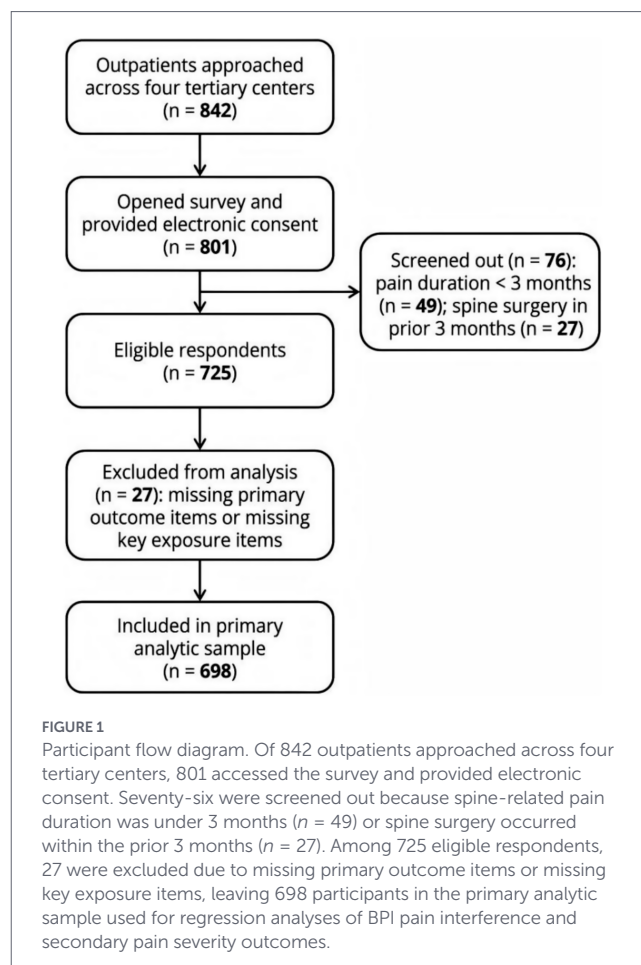 Outpatients approached
across four tertiary centers
(n = 842)
Opened survey and
provided electronic consent
(n = 801)
Screened out (n = 76):
pain duration < 3 months
(n = 49); spine surgery in
prior 3 months (n = 27)
Eligible respondents
(n = 725)
Excluded from analysis
(n = 27): missing primary
outcome items or missing
key exposure items
Included in primary
analytic sample
(n = 698)
FIGURE 1
Participant flow diagram. Of 842 outpatients approached across four
tertiary centers, 801 accessed the survey and provided electronic
consent. Seventy-six were screened out because spine-related pain
duration was under 3 months (n = 49) or spine surgery occurred
within the prior 3 months (n = 27). Among 725 eligible respondents,
27 were excluded due to missing primary outcome items or missing
key exposure items, leaving 698 participants in the primary analytic
sample used for regression analyses of BPI pain interference and
secondary pain severity outcomes.